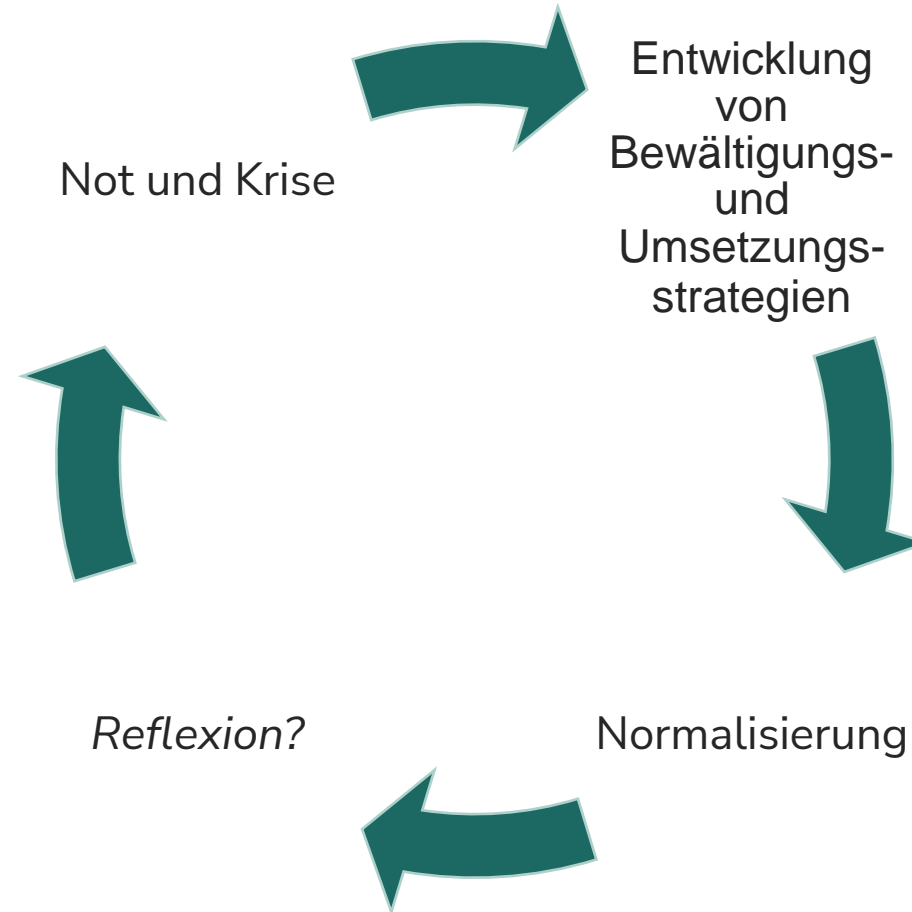 Not und Krise
Entwicklung
von
Bewältigungs-
und
Umsetzungs-
strategien
Reflexion?
Normalisierung